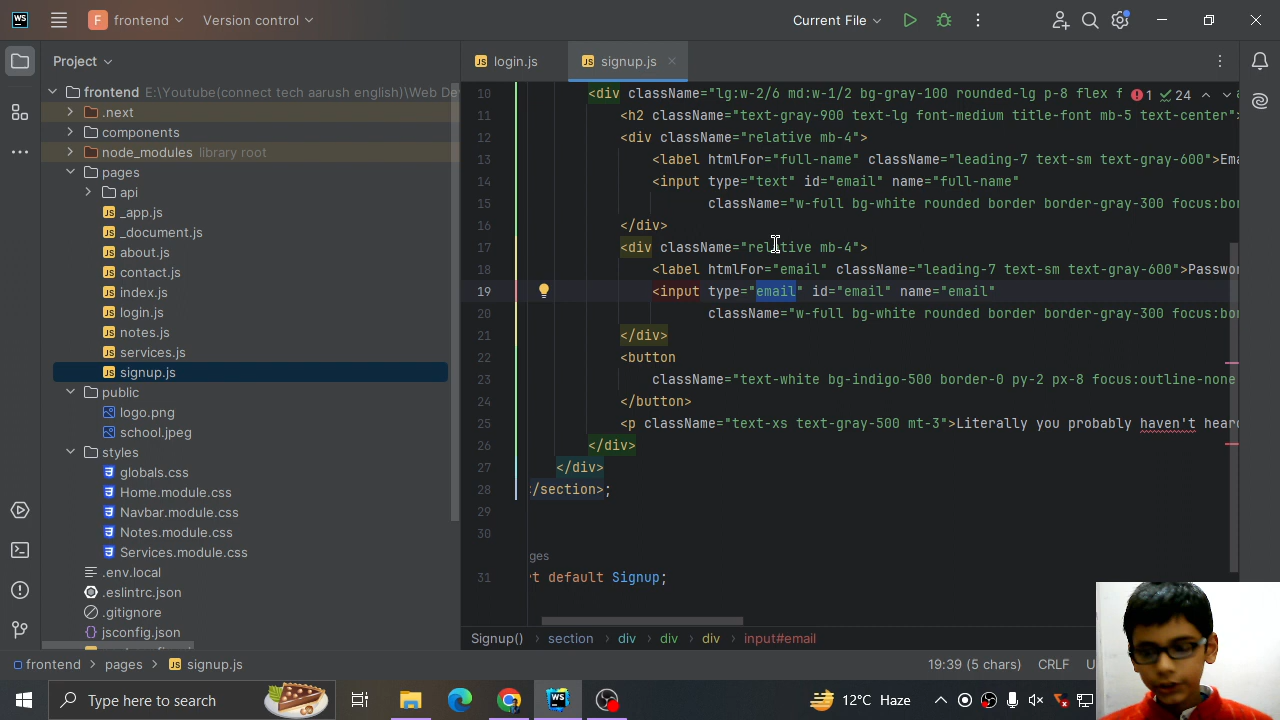 WS F frontend Version control Current File
Project login.js signup.js
frontend E:\Youtube(connect tech aarush english)\Web De
.next
components
node_modules library root
pages
api
_app.js
_document.js
about.js
contact.js
index.js
login.js
notes.js
services.js
signup.js
public
logo.png
school.jpeg
styles
globals.css
Home.module.css
Navbar.module.css
Notes.module.css
Services.module.css
.env.local
.eslintrc.json
.gitignore
jsconfig.json
10 <div className="lg:w-2/6 md:w-1/2 bg-gray-100 rounded-lg p-8 flex f 1 24
11 <h2 className="text-gray-900 text-lg font-medium title-font mb-5 text-center">
12 <div className="relative mb-4">
13 <label htmlFor="full-name" className="leading-7 text-sm text-gray-600">Ema
14 <input type="text" id="email" name="full-name"
15 className="w-full bg-white rounded border border-gray-300 focus:bor
16 </div>
17 <div className="relative mb-4">
18 <label htmlFor="email" className="leading-7 text-sm text-gray-600">Passwor
19 <input type="email" id="email" name="email"
20 className="w-full bg-white rounded border border-gray-300 focus:bor
21 </div>
22 <button
23 className="text-white bg-indigo-500 border-0 py-2 px-8 focus:outline-none
24 </button>
25 <p className="text-xs text-gray-500 mt-3">Literally you probably haven't hear
26 </div>
27 </div>
28 </section>;
29
30
ges
31 t default Signup;
Signup() section div div div input#email
frontend pages signup.js 19:39 (5 chars) CRLF U
Type here to search 12°C Haze